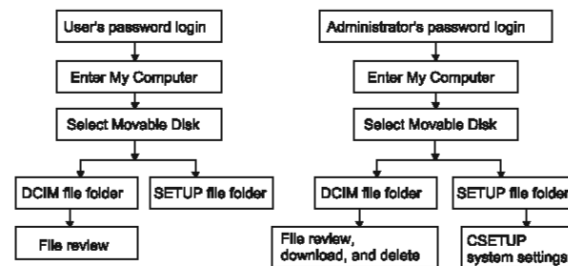 User's password login
Enter My Computer
Select Movable Disk
DCIM file folder
SETUP file folder
File review
Administrator's password login
Enter My Computer
Select Movable Disk
DCIM file folder
SETUP file folder
File review,
download, and delete
CSETUP
system settings